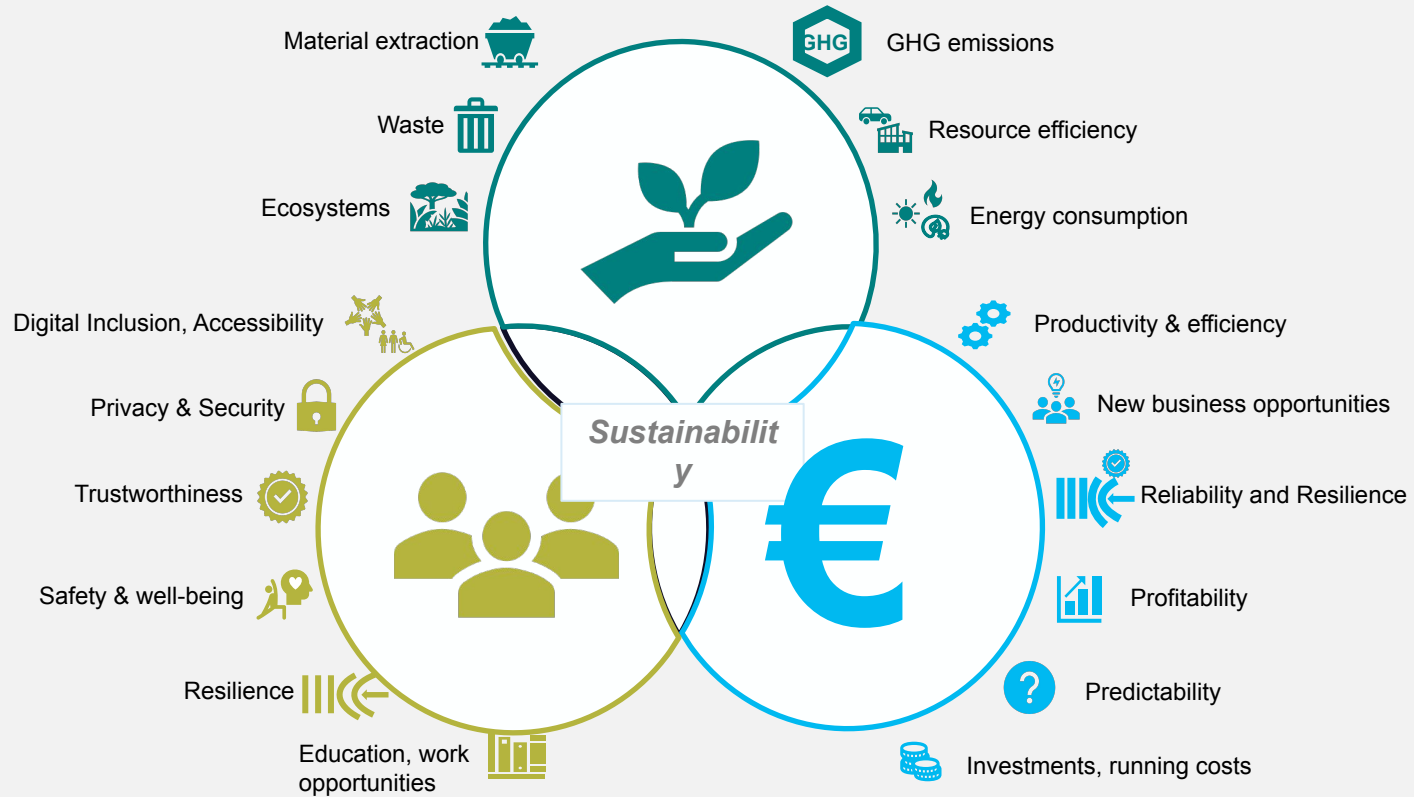 Material extraction
GHG
GHG emissions
Waste
Resource efficiency
Ecosystems
Energy consumption
Digital Inclusion, Accessibility
Productivity & efficiency
Privacy & Security
New business opportunities
Sustainabilit
y
Trustworthiness
Reliability and Resilience
€
Safety & well-being
Profitability
Resilience
?
Predictability
Education, work
opportunities
Investments, running costs